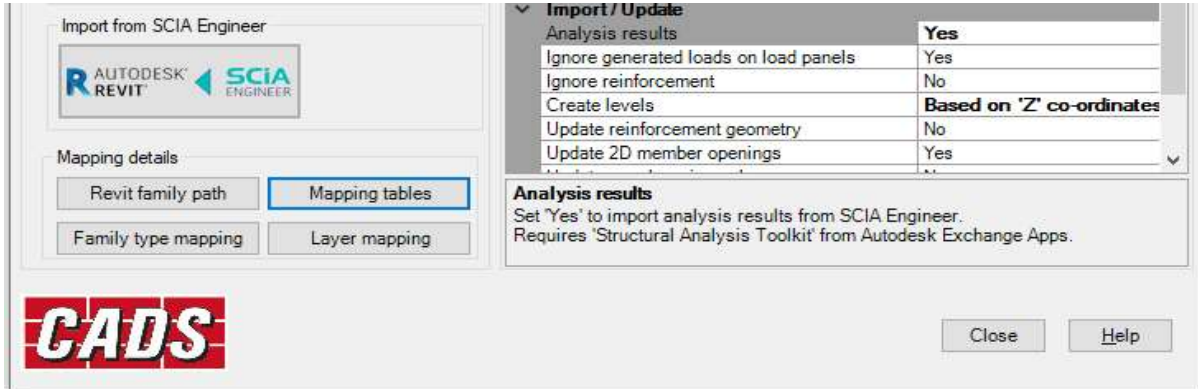 Import from SCIA Engineer
AUTODESK® SCiA
REVIT® ENGINEER
Mapping details
Revit family path Mapping tables
Family type mapping Layer mapping
Import / Update
Analysis results Yes
Ignore generated loads on load panels Yes
Ignore reinforcement No
Create levels Based on 'Z' co-ordinates
Update reinforcement geometry No
Update 2D member openings Yes
Analysis results
Set 'Yes' to import analysis results from SCIA Engineer.
Requires 'Structural Analysis Toolkit' from Autodesk Exchange Apps.
CADS
Close Help